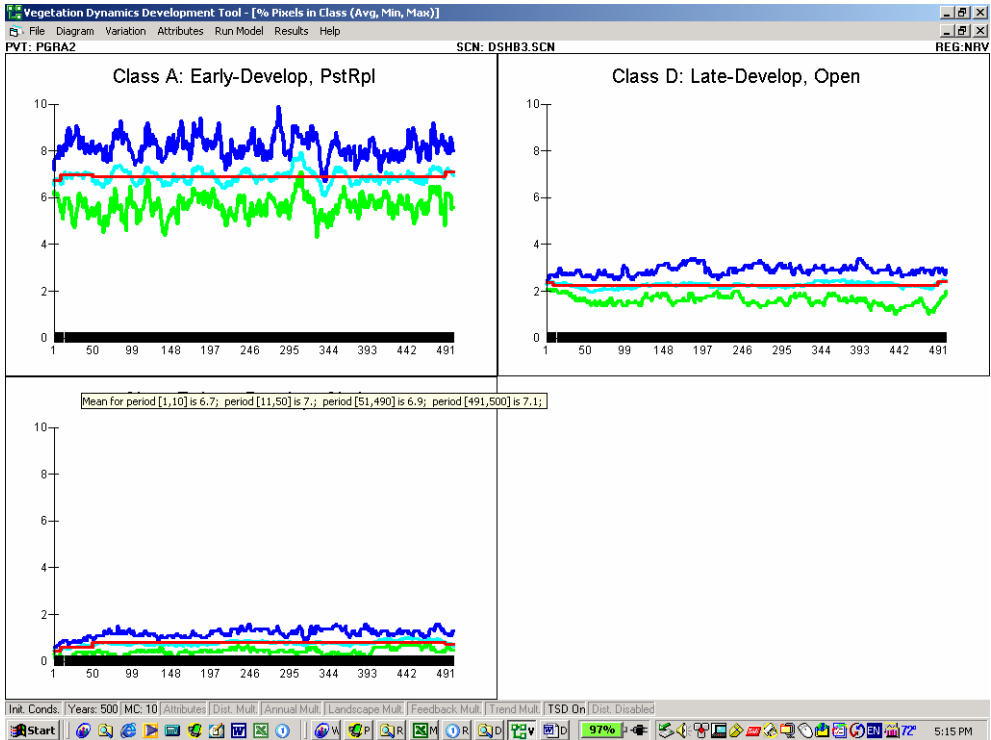 Vegetation Dynamics Development Tool - [% Pixels in Class (Avg, Min, Max)]
File Diagram Variation Attributes Run Model Results Help
PVT: PGRA2 SCN: DSHB3.SCN REG:NRV
Class A: Early-Develop, PstRpl
10
8
6
4
2
0
1 50 99 148 197 246 295 344 393 442 491
Class D: Late-Develop, Open
10
8
6
4
2
0
1 50 99 148 197 246 295 344 393 442 491
Mean for period [1,10] is 6.7; period [11,50] is 7.; period [51,490] is 6.9; period [491,500] is 7.1;
10
8
6
4
2
0
1 50 99 148 197 246 295 344 393 442 491
Init. Conds. Years: 500 MC: 10 Attributes Dist. Mult. Annual Mult. Landscape Mult. Feedback Mult. Trend Mult. TSD On Dist. Disabled
Start W P R M R D v D 97% EN 72° 5:15 PM